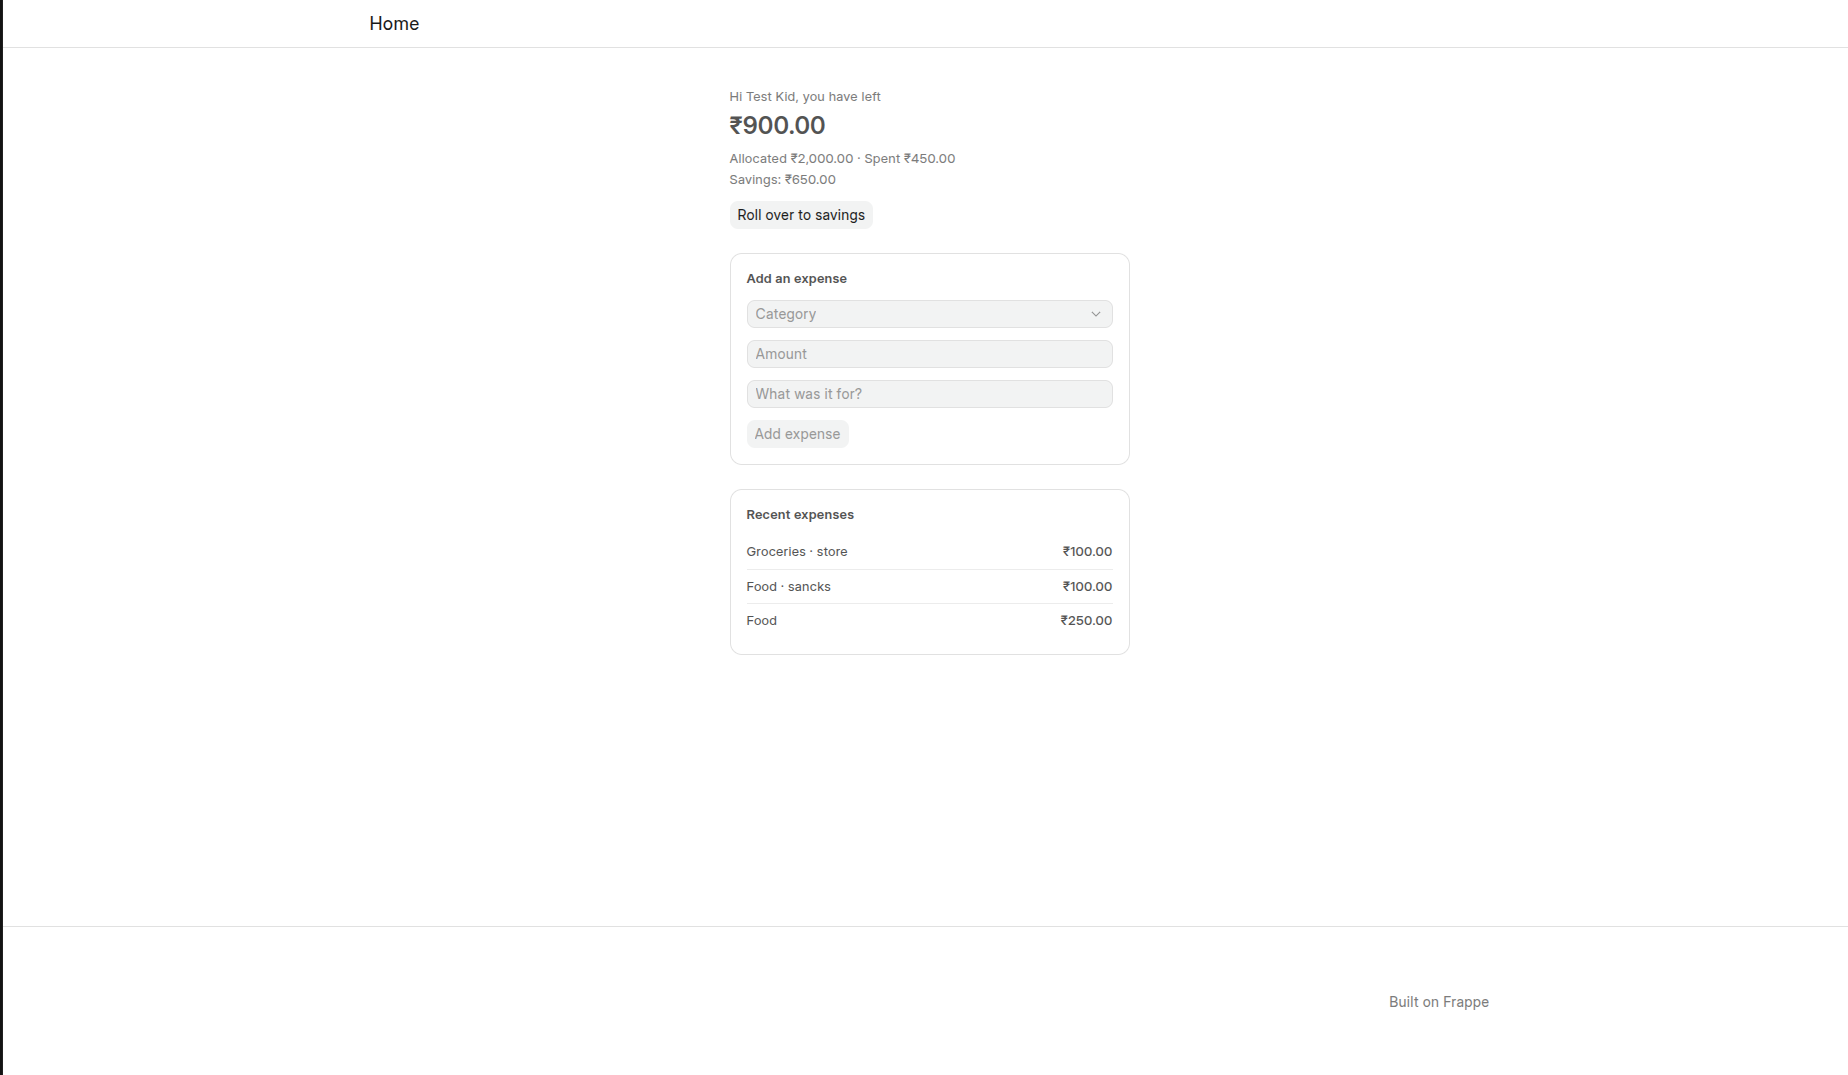 Home
Hi Test Kid, you have left
₹900.00
Allocated ₹2,000.00 · Spent ₹450.00
Savings: ₹650.00
Roll over to savings
Add an expense
Category
Amount
What was it for?
Add expense
Recent expenses
Groceries · store ₹100.00
Food · sancks ₹100.00
Food ₹250.00
Built on Frappe